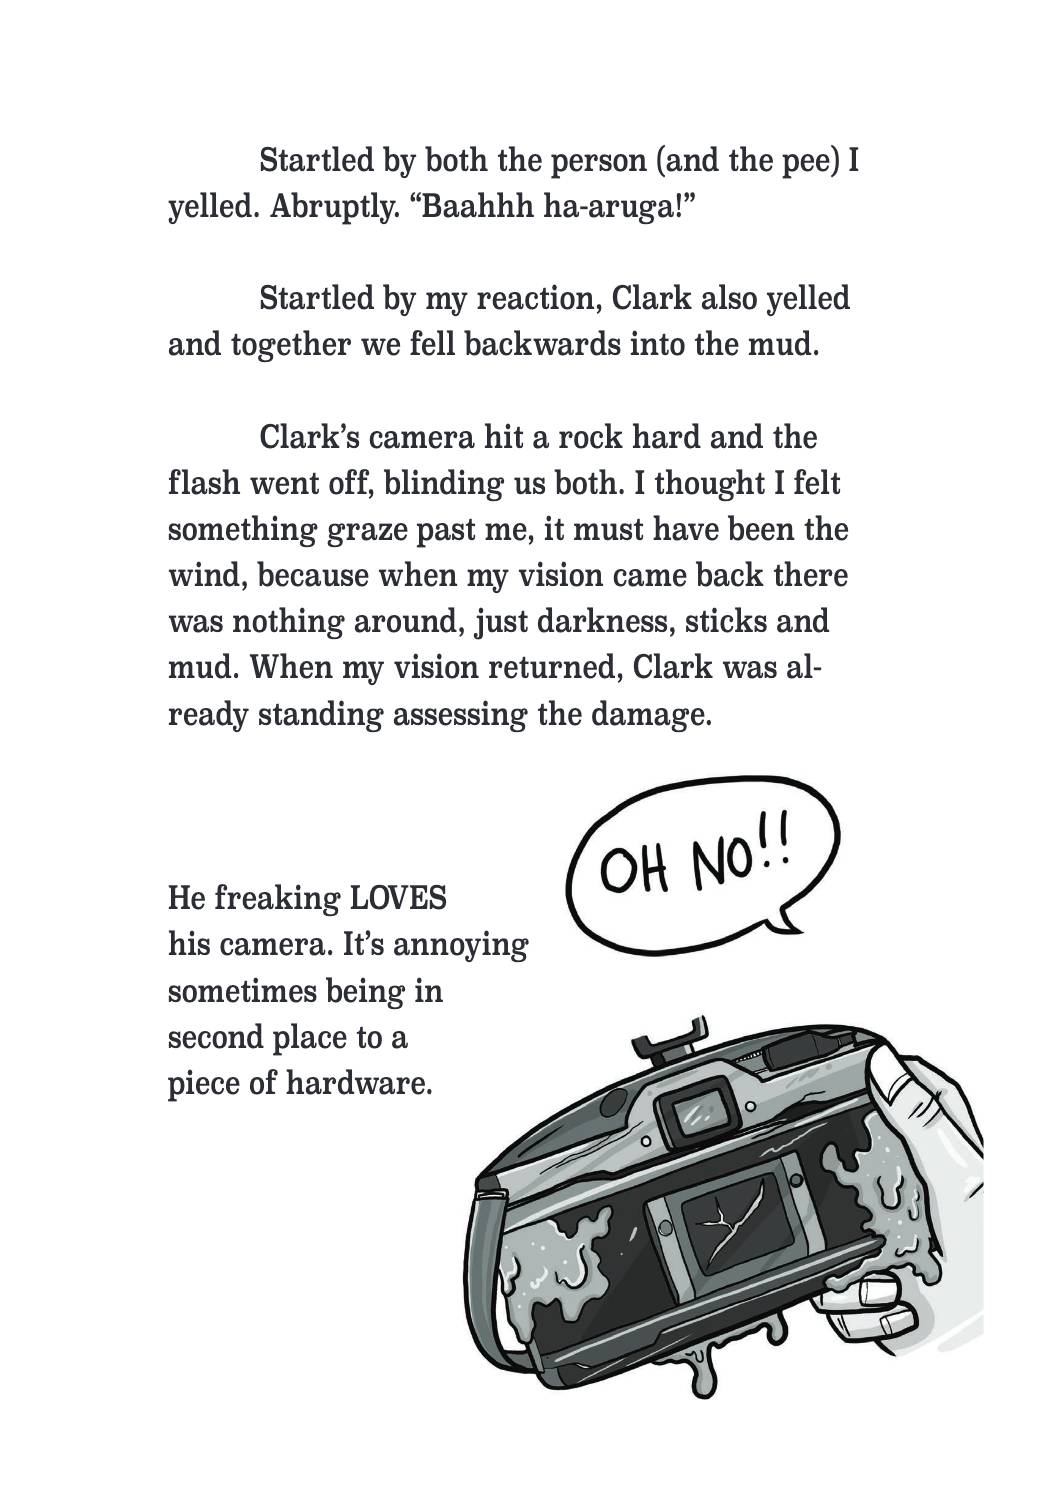 Startled by both the person (and the pee) I
yelled. Abruptly. “Baahhh ha-aruga!”
Startled by my reaction, Clark also yelled
and together we fell backwards into the mud.
Clark’s camera hit a rock hard and the
flash went off, blinding us both. I thought I felt
something graze past me, it must have been the
wind, because when my vision came back there
was nothing around, just darkness, sticks and
mud. When my vision returned, Clark was al-
ready standing assessing the damage.
OH NO!!
He freaking LOVES
his camera. It’s annoying
sometimes being in
second place to a
piece of hardware.